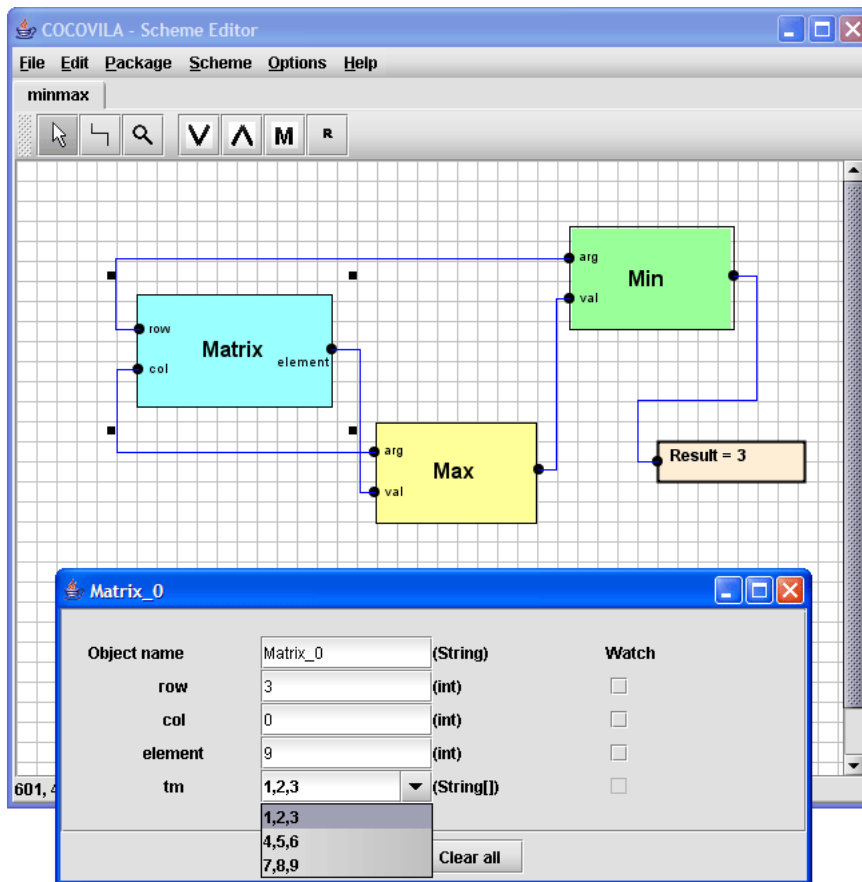 COCOVILA - Scheme Editor
File Edit Package Scheme Options Help
minmax
V Λ M R
arg
Min
val
row
Matrix
element
col
arg
Max
val
Result = 3
Matrix_0
Object name Matrix_0 (String) Watch
row 3 (int)
col 0 (int)
element 9 (int)
601, 4
tm 1,2,3 (String[])
1,2,3
4,5,6
7,8,9
Clear all